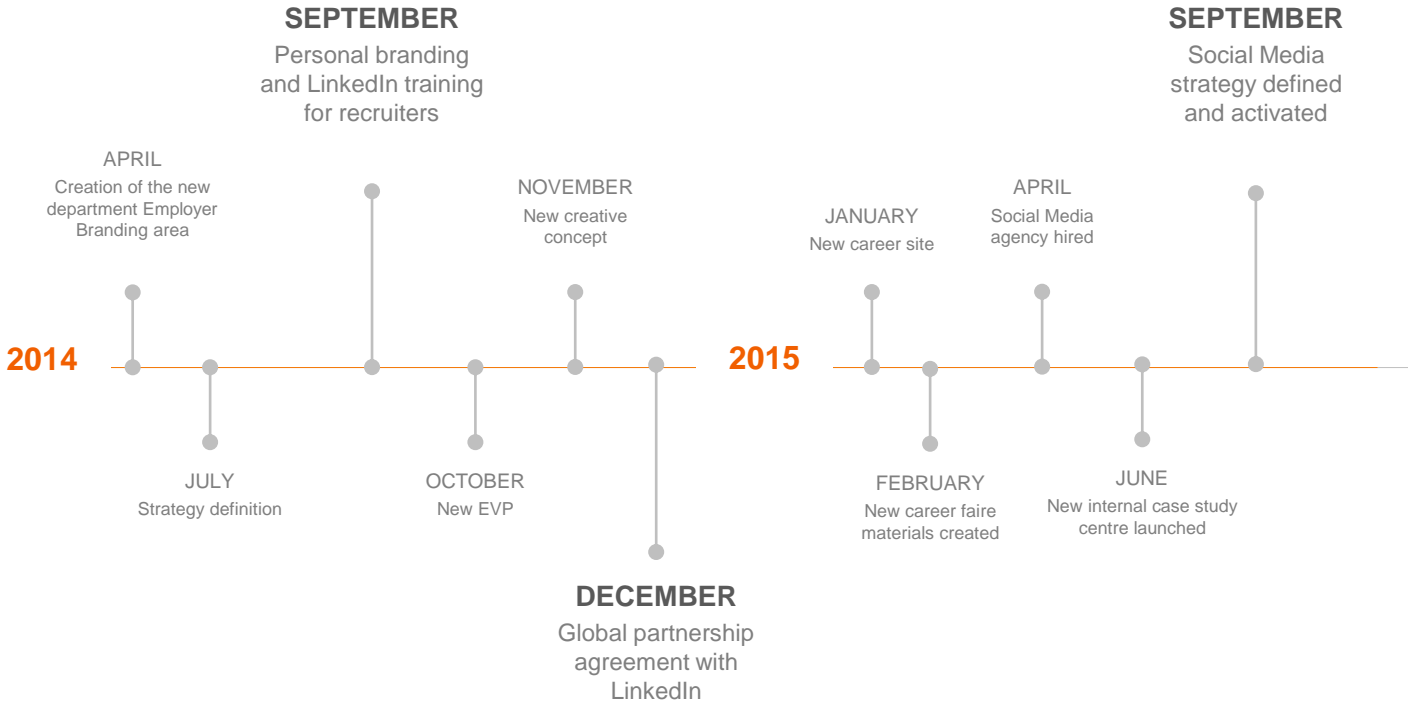 SEPTEMBER
Personal branding
and LinkedIn training
for recruiters
APRIL
Creation of the new
department Employer
Branding area
NOVEMBER
New creative
concept
2014
JULY
Strategy definition
OCTOBER
New EVP
DECEMBER
Global partnership
agreement with
LinkedIn
SEPTEMBER
Social Media
strategy defined
and activated
JANUARY
New career site
APRIL
Social Media
agency hired
2015
FEBRUARY
New career faire
materials created
JUNE
New internal case study
centre launched